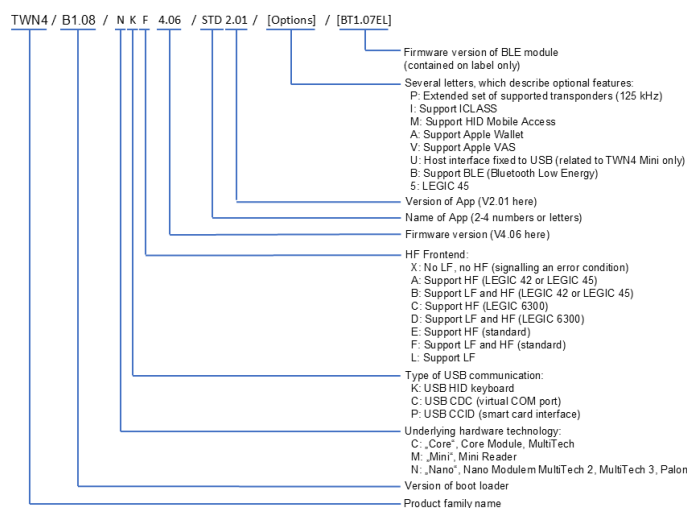 TWN4 / B1.08 / N K F 4.06 / STD 2.01 / [Options] / [BT1.07EL]
Firmware version of BLE module
(contained on label only)
Several letters, which describe optional features:
P: Extended set of supported transponders (125 kHz)
I: Support ICLASS
M: Support HID Mobile Access
A: Support Apple Wallet
V: Support Apple VAS
U: Host interface fixed to USB (related to TWN4 Mini only)
B: Support BLE (Bluetooth Low Energy)
5: LEGIC 45
Version of App (V2.01 here)
Name of App (2-4 numbers or letters)
Firmware version (V4.06 here)
HF Frontend:
X: No LF, no HF (signalling an error condition)
A: Support HF (LEGIC 42 or LEGIC 45)
B: Support LF and HF (LEGIC 42 or LEGIC 45)
C: Support HF (LEGIC 6300)
D: Support LF and HF (LEGIC 6300)
E: Support HF (standard)
F: Support LF and HF (standard)
L: Support LF
Type of USB communication:
K: USB HID keyboard
C: USB CDC (virtual COM port)
P: USB CCID (smart card interface)
Underlying hardware technology:
C: „Core“, Core Module, MultiTech
M: „Mini“, Mini Reader
N: „Nano“, Nano Modulem MultiTech 2, MultiTech 3, Palon
Version of boot loader
Product family name